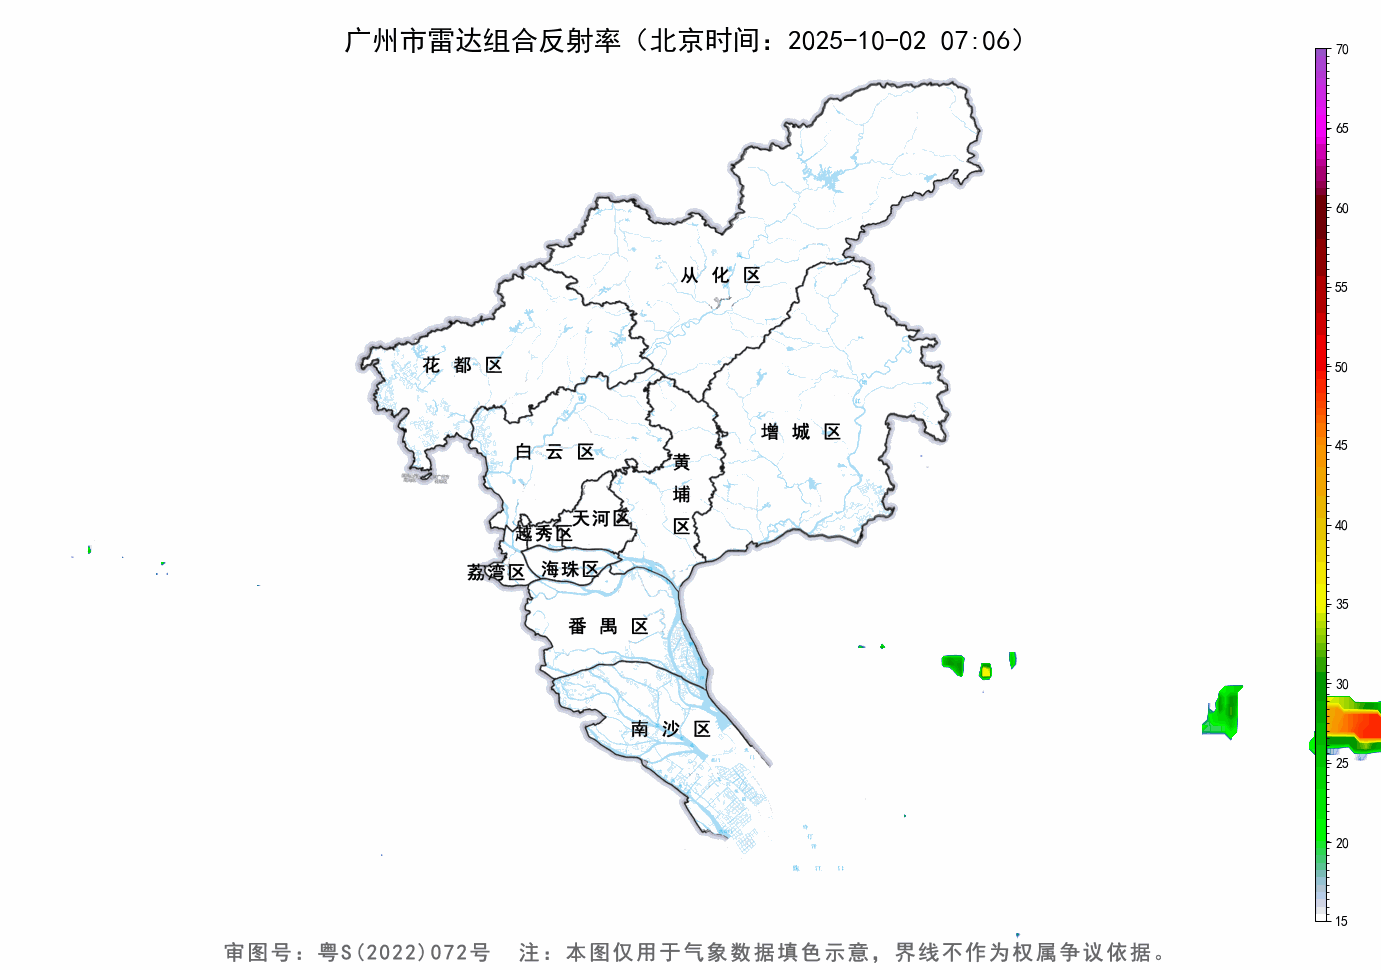 广州市雷达组合反射率（北京时间：2025-10-02 07:06）
70
65
60
55
50
45
40
35
30
25
20
15
从化区
花都区
增城区
白云区
黄埔区
天河区
越秀区
荔湾区
海珠区
番禺区
南沙区
审图号：粤S(2022)072号 注：本图仅用于气象数据填色示意，界线不作为权属争议依据。